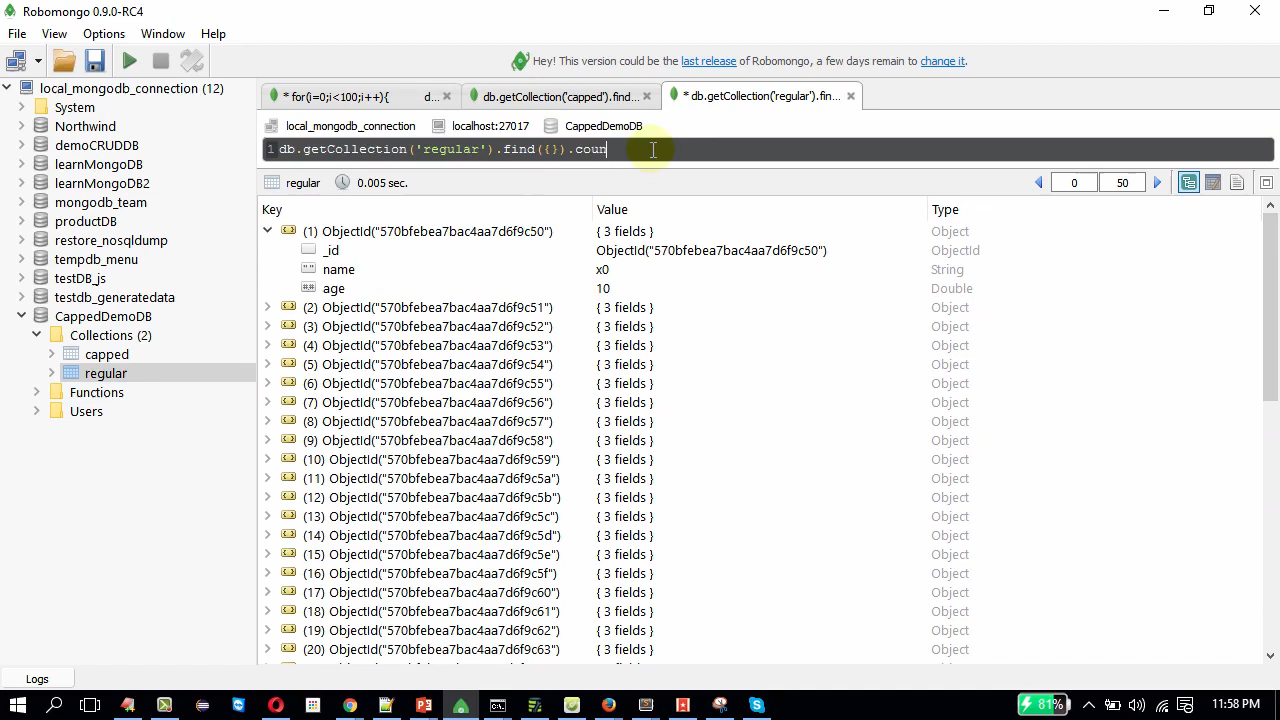 Robomongo 0.9.0-RC4
File View Options Window Help
Hey! This version could be the last release of Robomongo, a few days remain to change it.
local_mongodb_connection (12)
System
Northwind
demoCRUDDB
learnMongoDB
learnMongoDB2
mongodb_team
productDB
restore_nosqldump
tempdb_menu
testDB_js
testdb_generatedata
CappedDemoDB
Collections (2)
capped
regular
Functions
Users
* for(i=0;i<100;i++){ d... db.getCollection('capped').find... * db.getCollection('regular').fin...
local_mongodb_connection localhost:27017 CappedDemoDB
1 db.getCollection('regular').find({}).coun
regular 0.005 sec. 0 50
Key Value Type
(1) ObjectId("570bfebea7bac4aa7d6f9c50") { 3 fields } Object
_id ObjectId("570bfebea7bac4aa7d6f9c50") ObjectId
name x0 String
age 10 Double
(2) ObjectId("570bfebea7bac4aa7d6f9c51") { 3 fields } Object
(3) ObjectId("570bfebea7bac4aa7d6f9c52") { 3 fields } Object
(4) ObjectId("570bfebea7bac4aa7d6f9c53") { 3 fields } Object
(5) ObjectId("570bfebea7bac4aa7d6f9c54") { 3 fields } Object
(6) ObjectId("570bfebea7bac4aa7d6f9c55") { 3 fields } Object
(7) ObjectId("570bfebea7bac4aa7d6f9c56") { 3 fields } Object
(8) ObjectId("570bfebea7bac4aa7d6f9c57") { 3 fields } Object
(9) ObjectId("570bfebea7bac4aa7d6f9c58") { 3 fields } Object
(10) ObjectId("570bfebea7bac4aa7d6f9c59") { 3 fields } Object
(11) ObjectId("570bfebea7bac4aa7d6f9c5a") { 3 fields } Object
(12) ObjectId("570bfebea7bac4aa7d6f9c5b") { 3 fields } Object
(13) ObjectId("570bfebea7bac4aa7d6f9c5c") { 3 fields } Object
(14) ObjectId("570bfebea7bac4aa7d6f9c5d") { 3 fields } Object
(15) ObjectId("570bfebea7bac4aa7d6f9c5e") { 3 fields } Object
(16) ObjectId("570bfebea7bac4aa7d6f9c5f") { 3 fields } Object
(17) ObjectId("570bfebea7bac4aa7d6f9c60") { 3 fields } Object
(18) ObjectId("570bfebea7bac4aa7d6f9c61") { 3 fields } Object
(19) ObjectId("570bfebea7bac4aa7d6f9c62") { 3 fields } Object
(20) ObjectId("570bfebea7bac4aa7d6f9c63") { 3 fields } Object
Logs
81% 11:58 PM